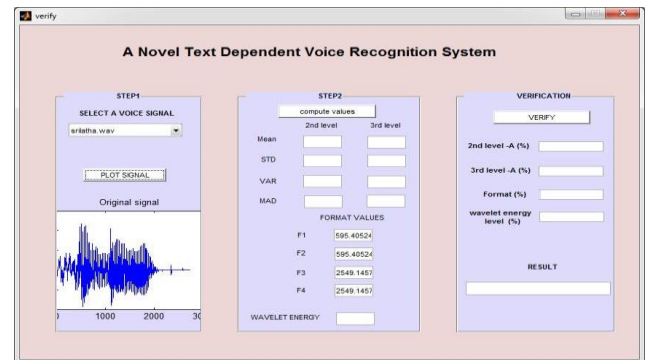 verify
A Novel Text Dependent Voice Recognition System
STEP1
SELECT A VOICE SIGNAL
srilatha.wav
PLOT SIGNAL
Original signal
1000 2000
STEP2
compute values
2nd level 3rd level
Mean
STD
VAR
MAD
FORMAT VALUES
F1 595.40524
F2 595.40524
F3 2549.1457
F4 2549.1457
WAVELET ENERGY
VERIFICATION
VERIFY
2nd level -A (%)
3rd level -A (%)
Format (%)
wavelet energy
level (%)
RESULT